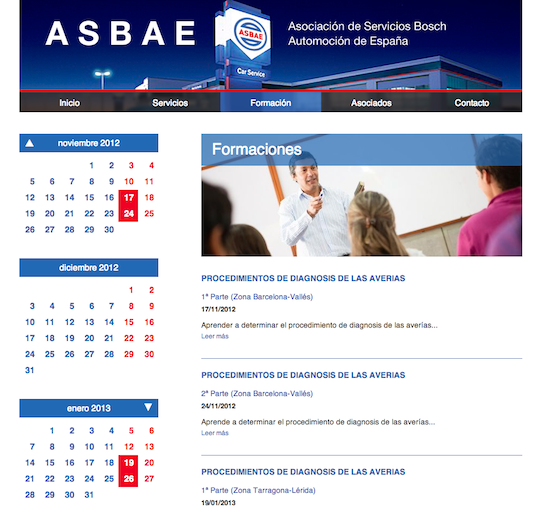 ASBAE
ASBAE
Car Service
Asociación de Servicios Bosch
Automoción de España
Inicio
Servicios
Formación
Asociados
Contacto
noviembre 2012
1 2 3 4
5 6 7 8 9 10 11
12 13 14 15 16 17 18
19 20 21 22 23 24 25
26 27 28 29 30
diciembre 2012
1 2
3 4 5 6 7 8 9
10 11 12 13 14 15 16
17 18 19 20 21 22 23
24 25 26 27 28 29 30
31
enero 2013
1 2 3 4 5 6
7 8 9 10 11 12 13
14 15 16 17 18 19 20
21 22 23 24 25 26 27
28 29 30 31
Formaciones
PROCEDIMIENTOS DE DIAGNOSIS DE LAS AVERIAS
1ª Parte (Zona Barcelona-Vallés)
17/11/2012
Aprender a determinar el procedimiento de diagnosis de las averías...
Leer más
PROCEDIMIENTOS DE DIAGNOSIS DE LAS AVERIAS
2ª Parte (Zona Barcelona-Vallés)
24/11/2012
Aprende a determinar el procedimiento de diagnosis de las averías...
Leer más
PROCEDIMIENTOS DE DIAGNOSIS DE LAS AVERIAS
1ª Parte (Zona Tarragona-Lérida)
19/01/2013